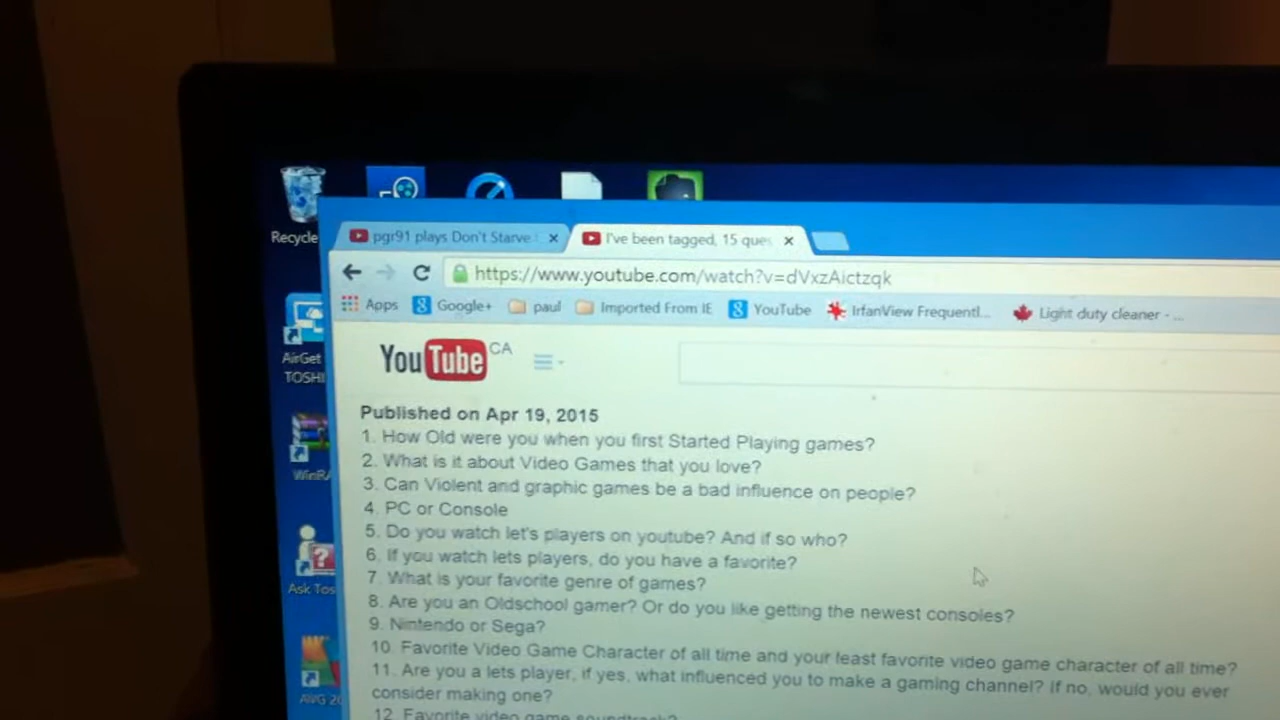 Recycle
pgr91 plays Don't Starve
I've been tagged, 15 ques
https://www.youtube.com/watch?v=dVxzAictzqk
Apps
Google+
paul
Imported From IE
YouTube
IrfanView Frequentl...
Light duty cleaner - ...
AirGet
TOSHI
YouTube CA
Published on Apr 19, 2015
1. How Old were you when you first Started Playing games?
2. What is it about Video Games that you love?
3. Can Violent and graphic games be a bad influence on people?
4. PC or Console
5. Do you watch let's players on youtube? And if so who?
6. If you watch lets players, do you have a favorite?
7. What is your favorite genre of games?
8. Are you an Oldschool gamer? Or do you like getting the newest consoles?
9. Nintendo or Sega?
10. Favorite Video Game Character of all time and your least favorite video game character of all time?
11. Are you a lets player, if yes, what influenced you to make a gaming channel? If no, would you ever
consider making one?
12. Favorite video game soundtrack?
WinRA
Ask Tos
AVG 20